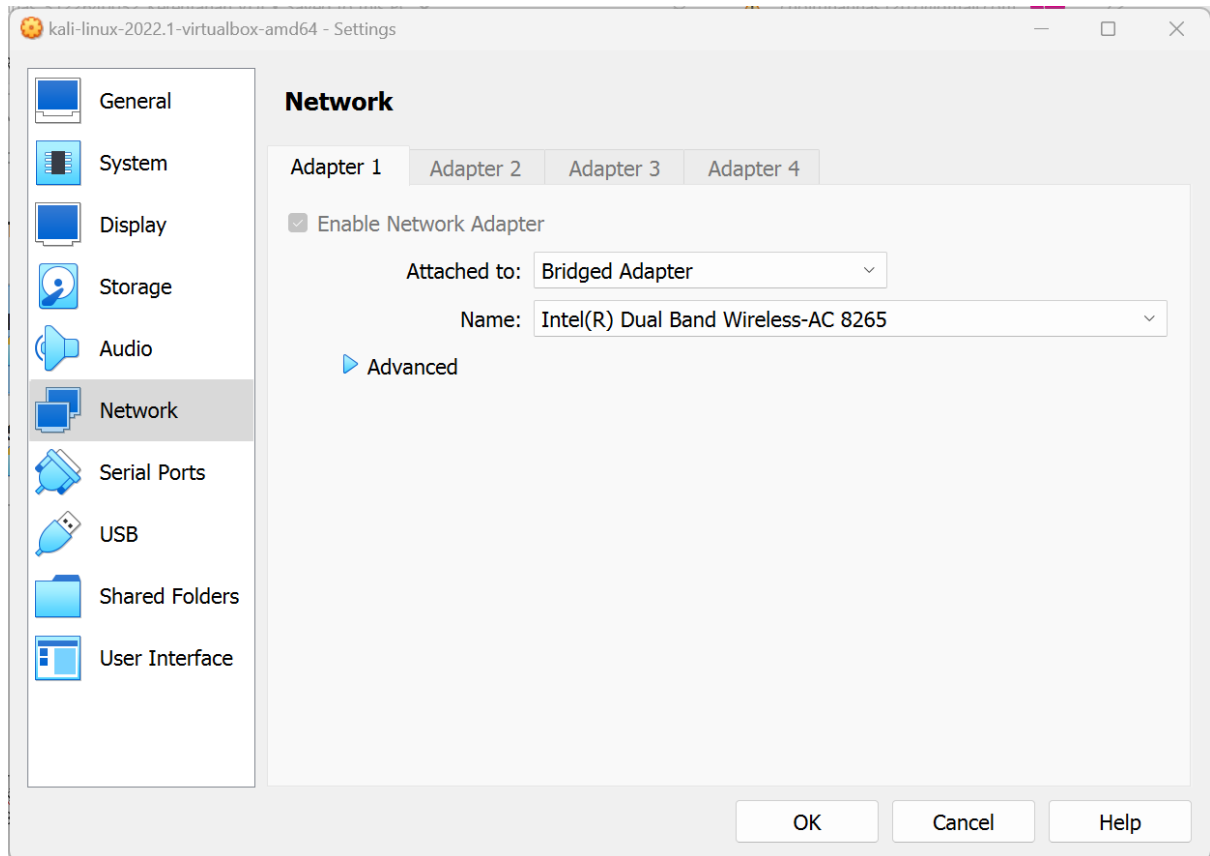 kali-linux-2022.1-virtualbox-amd64 - Settings
General
System
Display
Storage
Audio
Network
Serial Ports
USB
Shared Folders
User Interface
Network
Adapter 1 Adapter 2 Adapter 3 Adapter 4
Enable Network Adapter
Attached to: Bridged Adapter
Name: Intel(R) Dual Band Wireless-AC 8265
Advanced
OK Cancel Help